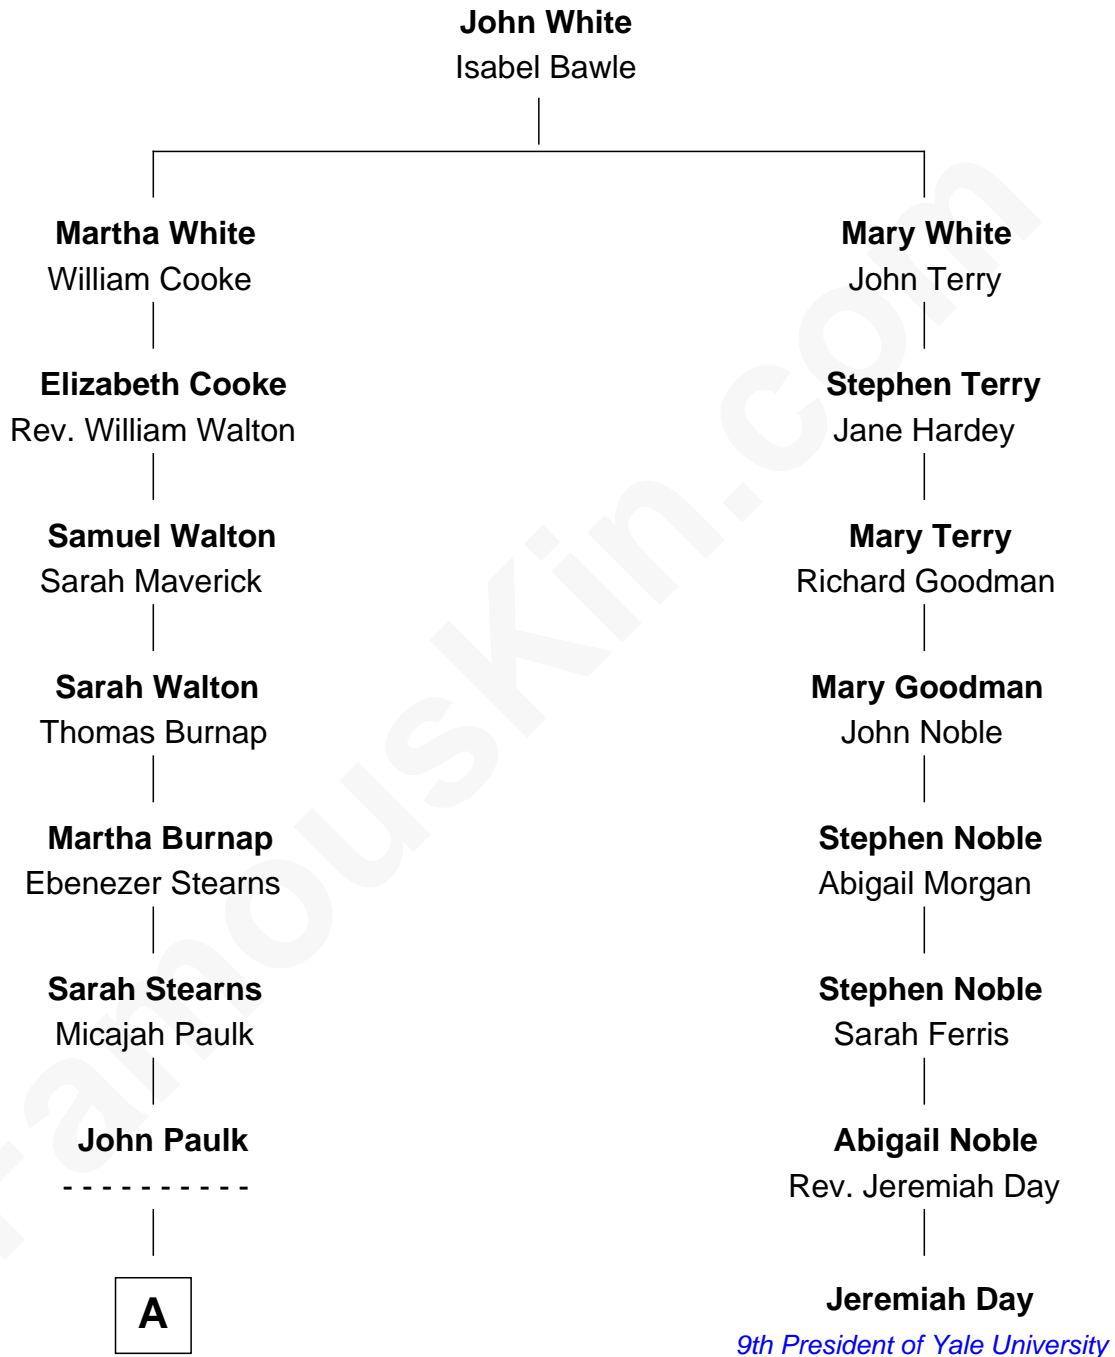 John White
Isabel Bawle
Martha White
William Cooke
Mary White
John Terry
Elizabeth Cooke
Rev. William Walton
Stephen Terry
Jane Hardey
Samuel Walton
Sarah Maverick
Mary Terry
Richard Goodman
Sarah Walton
Thomas Burnap
Mary Goodman
John Noble
Martha Burnap
Ebenezer Stearns
Stephen Noble
Abigail Morgan
Sarah Stearns
Micajah Paulk
Stephen Noble
Sarah Ferris
John Paulk
- - - - - - - - - -
Abigail Noble
Rev. Jeremiah Day
A
Jeremiah Day
9th President of Yale University
FamousKin.com